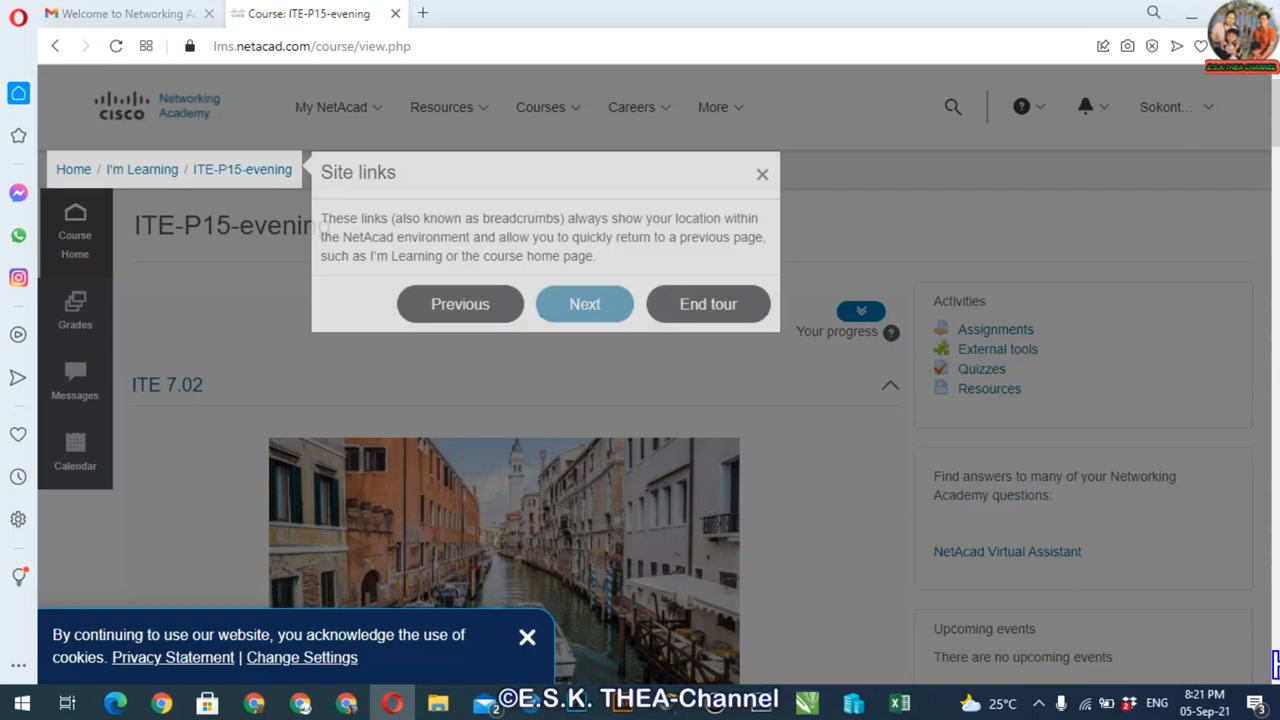 Welcome to Networking A
Course: ITE-P15-evening
lms.netacad.com/course/view.php
E.S.K. THEA-CHANNEL
CISCO
Networking
Academy
My NetAcad
Resources
Courses
Careers
More
Sokont...
Home / I'm Learning / ITE-P15-evening
Site links
These links (also known as breadcrumbs) always show your location within
the NetAcad environment and allow you to quickly return to a previous page,
such as I'm Learning or the course home page.
Previous
Next
End tour
Course
Home
Grades
Messages
Calendar
ITE-P15-evening
Your progress
ITE 7.02
Activities
Assignments
External tools
Quizzes
Resources
Find answers to many of your Networking
Academy questions:
NetAcad Virtual Assistant
Upcoming events
There are no upcoming events
By continuing to use our website, you acknowledge the use of
cookies. Privacy Statement | Change Settings
©E.S.K. THEA-Channel
2
25°C
ENG
8:21 PM
05-Sep-21
3